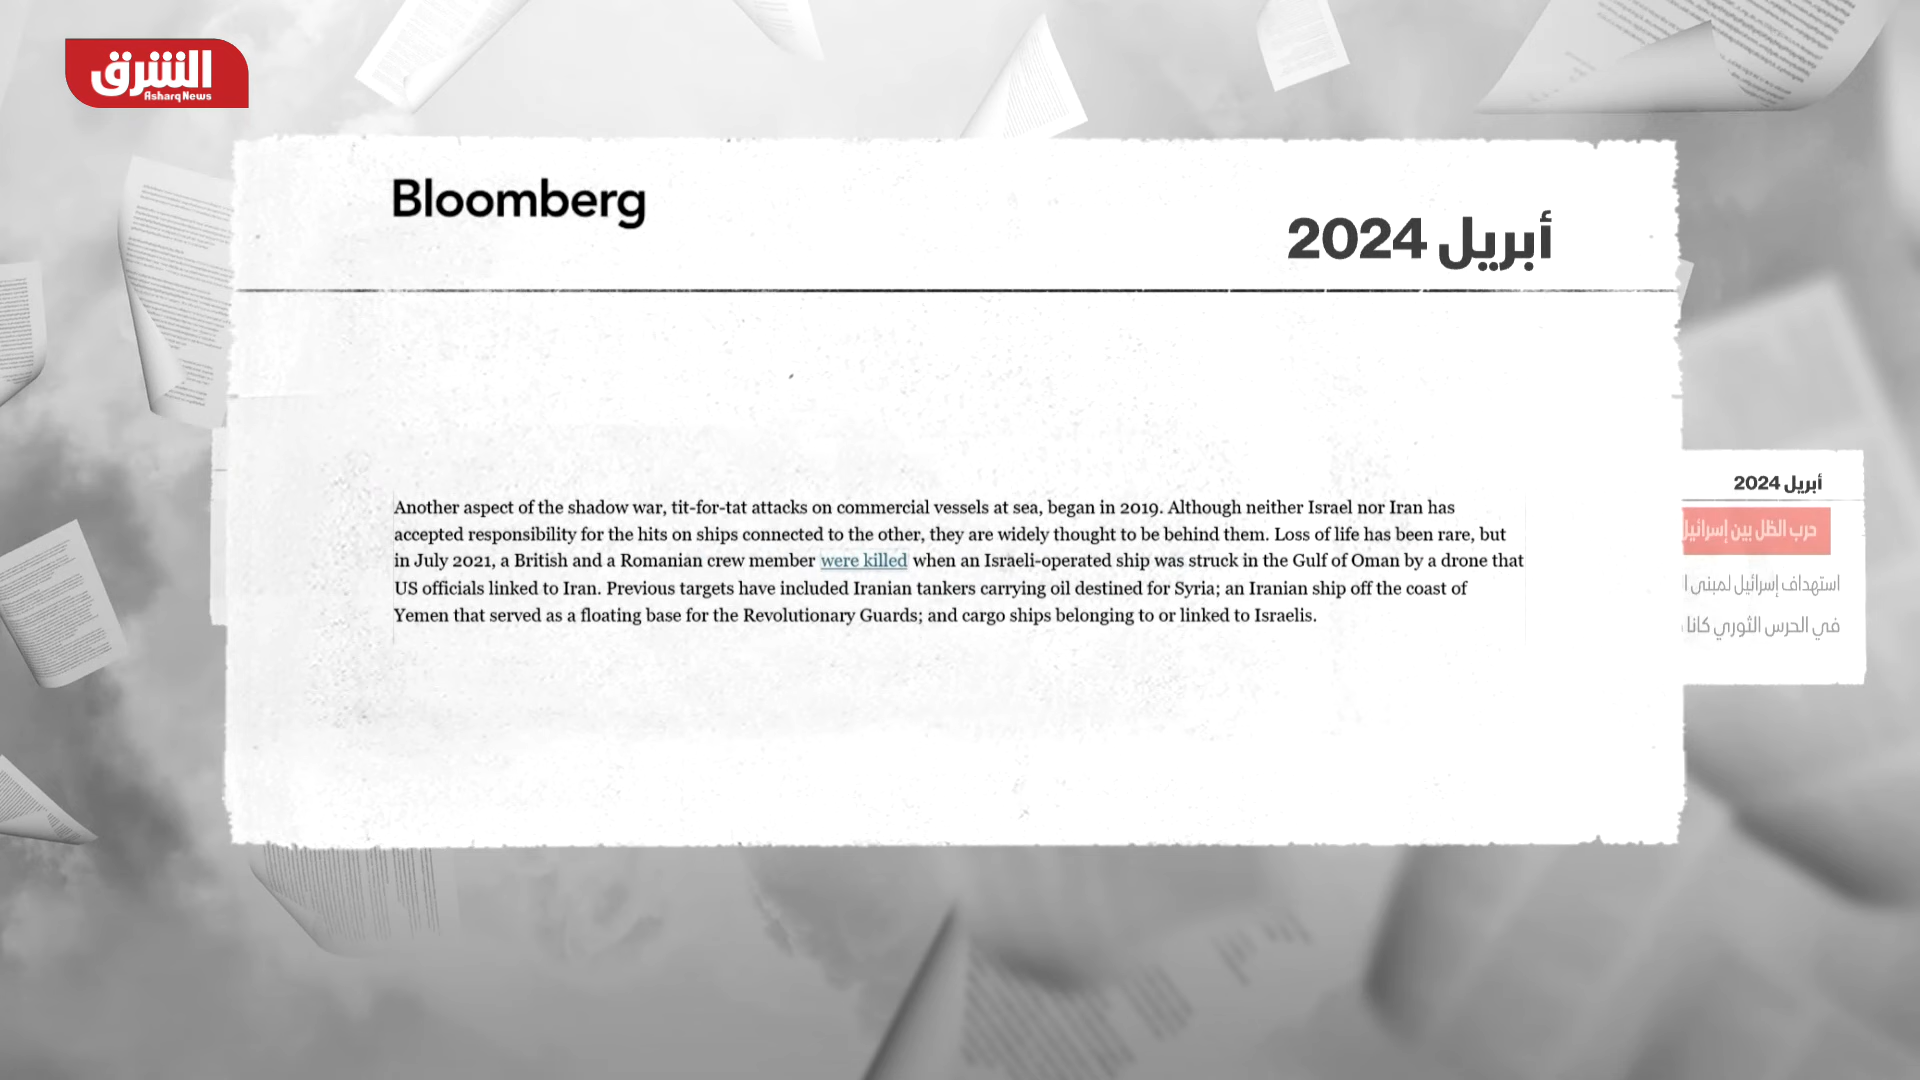 الشرق
Asharq News
Bloomberg
أبريل 2024
Another aspect of the shadow war, tit-for-tat attacks on commercial vessels at sea, began in 2019. Although neither Israel nor Iran has
accepted responsibility for the hits on ships connected to the other, they are widely thought to be behind them. Loss of life has been rare, but
in July 2021, a British and a Romanian crew member were killed when an Israeli-operated ship was struck in the Gulf of Oman by a drone that
US officials linked to Iran. Previous targets have included Iranian tankers carrying oil destined for Syria; an Iranian ship off the coast of
Yemen that served as a floating base for the Revolutionary Guards; and cargo ships belonging to or linked to Israelis.
أبريل 2024
حرب الظل بين إسرائيل
استهداف إسرائيل لمبنى
في الحرس الثوري كانا